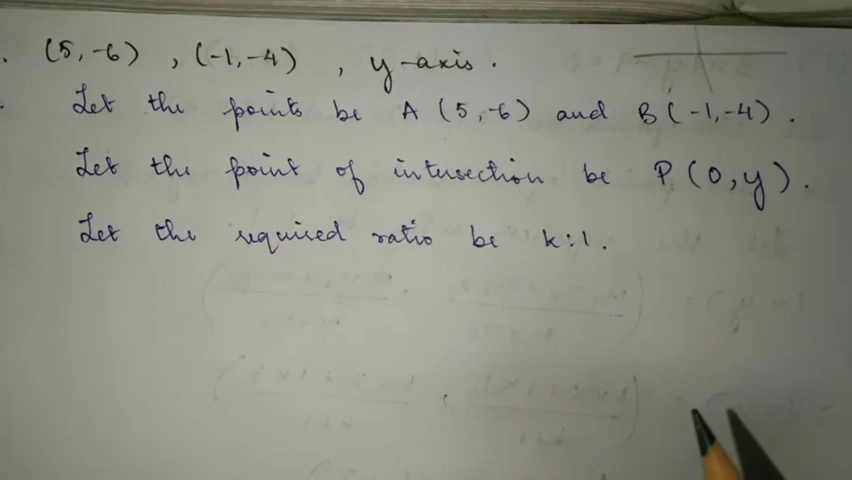 . (5,-6) , (-1,-4) , y-axis.
Let the points be A (5,-6) and B(-1,-4).
Let the point of intersection be P(0,y).
Let the required ratio be k:1.